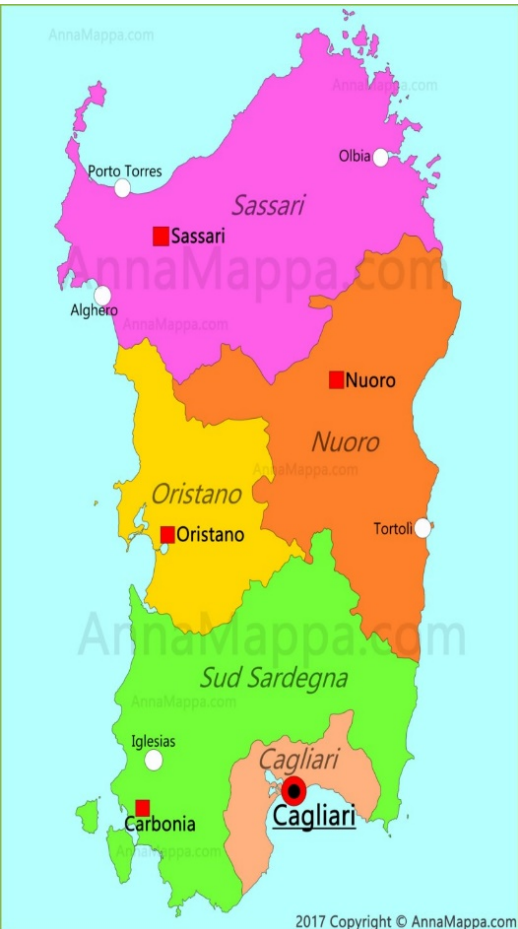 AnnaMappa.com
AnnaMappa.com
Olbia
Porto Torres
Sassari
Sassari
AnnaMappa.com
Alghero
AnnaMappa.com
Nuoro
Nuoro
AnnaMappa.com
Oristano
Oristano
Tortolì
AnnaMappa.com
Sud Sardegna
AnnaMappa.com
Iglesias
Cagliari
Cagliari
Carbonia
AnnaMappa.com
2017 Copyright © AnnaMappa.com